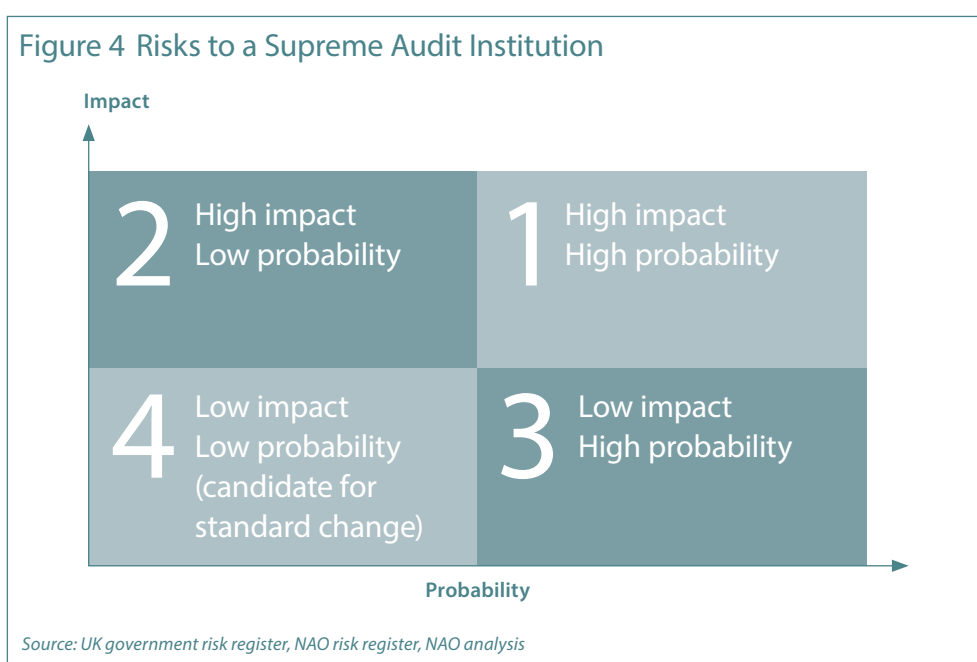 Figure 4 Risks to a Supreme Audit Institution
Impact
2
High impact
Low probability
1
High impact
High probability
4
Low impact
Low probability
(candidate for
standard change)
3
Low impact
High probability
Probability
Source: UK government risk register, NAO risk register, NAO analysis